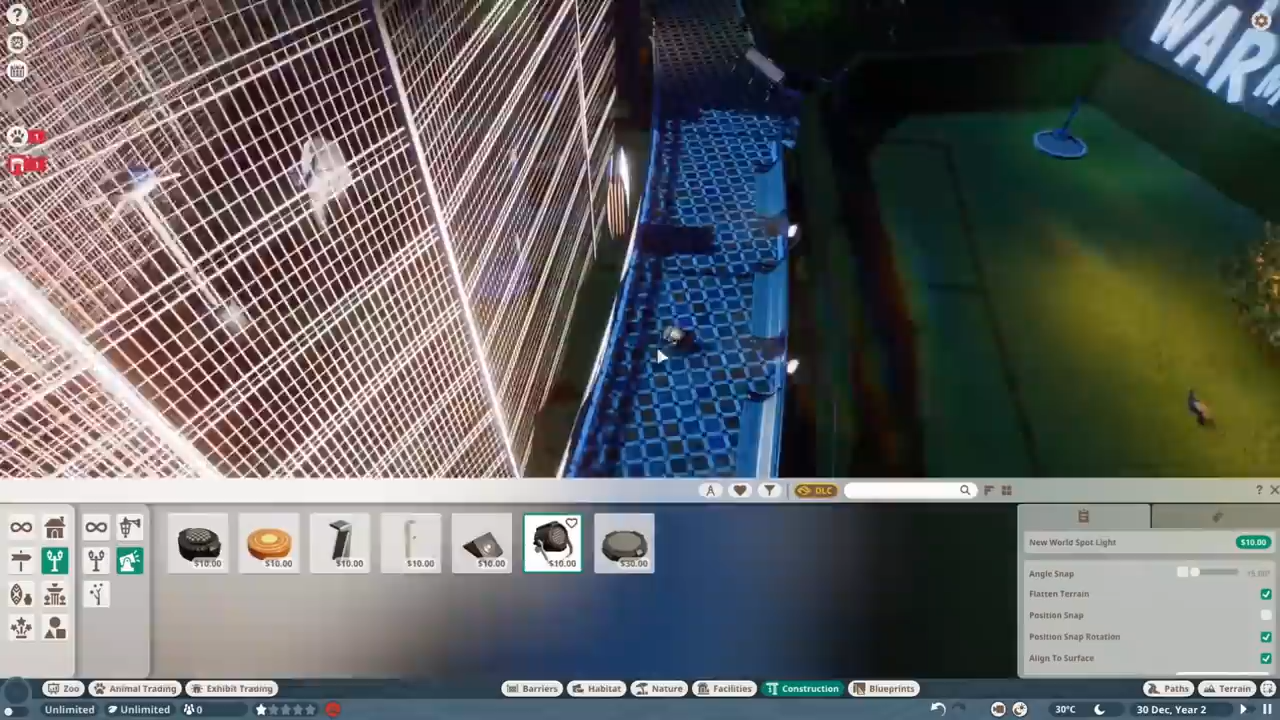 WARM
1
1
DLC
$10.00
$10.00
$10.00
$10.00
$10.00
$10.00
$30.00
New World Spot Light
$10.00
Angle Snap
Flatten Terrain
Position Snap
Position Snap Rotation
Align To Surface
Zoo
Animal Trading
Exhibit Trading
Barriers
Habitat
Nature
Facilities
Construction
Blueprints
Paths
Terrain
Unlimited
Unlimited
0
30°C
30 Dec, Year 2